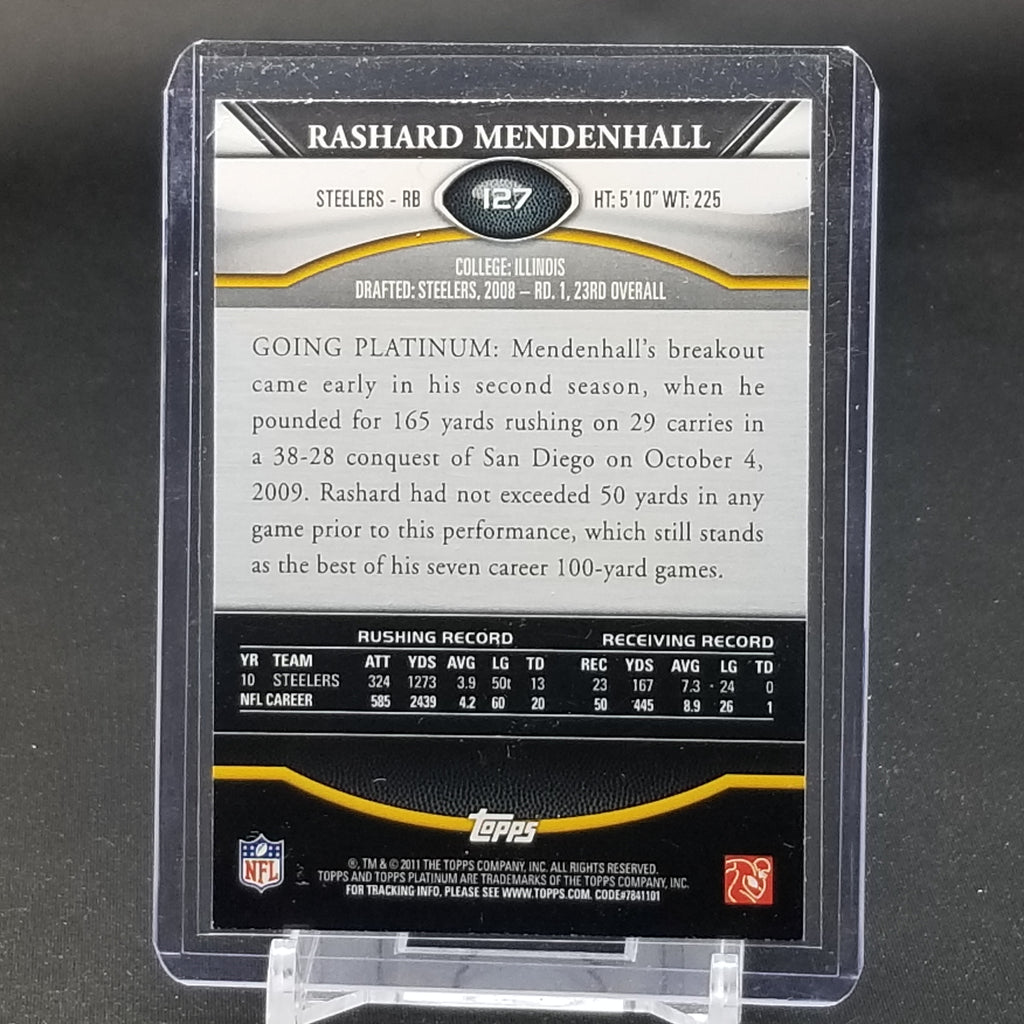 RASHARD MENDENHALL
STEELERS - RB 127 HT: 5'10" WT: 225
COLLEGE: ILLINOIS
DRAFTED: STEELERS, 2008 – RD. 1, 23RD OVERALL
GOING PLATINUM: Mendenhall's breakout
came early in his second season, when he
pounded for 165 yards rushing on 29 carries in
a 38-28 conquest of San Diego on October 4,
2009. Rashard had not exceeded 50 yards in any
game prior to this performance, which still stands
as the best of his seven career 100-yard games.
RUSHING RECORD RECEIVING RECORD
YR TEAM ATT YDS AVG LG TD REC YDS AVG LG TD
10 STEELERS 324 1273 3.9 50t 13 23 167 7.3 24 0
NFL CAREER 585 2439 4.2 60 20 50 445 8.9 26 1
Topps
NFL
®, TM & © 2011 THE TOPPS COMPANY, INC. ALL RIGHTS RESERVED.
TOPPS AND TOPPS PLATINUM ARE TRADEMARKS OF THE TOPPS COMPANY, INC.
FOR TRACKING INFO, PLEASE SEE WWW.TOPPS.COM. CODE#7841101